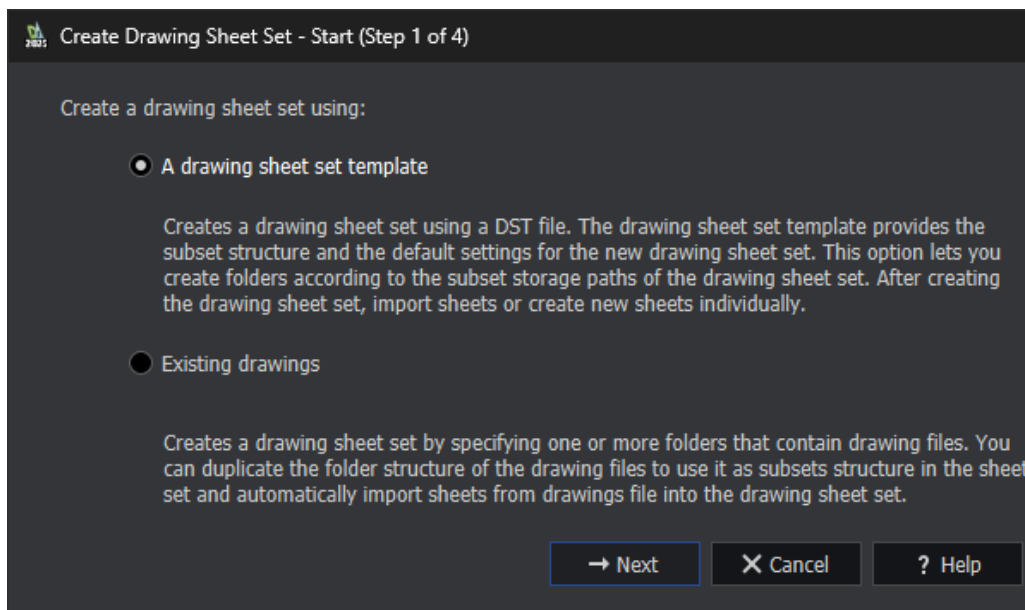 2025
Create Drawing Sheet Set - Start (Step 1 of 4)
Create a drawing sheet set using:
A drawing sheet set template
Creates a drawing sheet set using a DST file. The drawing sheet set template provides the
subset structure and the default settings for the new drawing sheet set. This option lets you
create folders according to the subset storage paths of the drawing sheet set. After creating
the drawing sheet set, import sheets or create new sheets individually.
Existing drawings
Creates a drawing sheet set by specifying one or more folders that contain drawing files. You
can duplicate the folder structure of the drawing files to use it as subsets structure in the sheet
set and automatically import sheets from drawings file into the drawing sheet set.
→ Next X Cancel ? Help